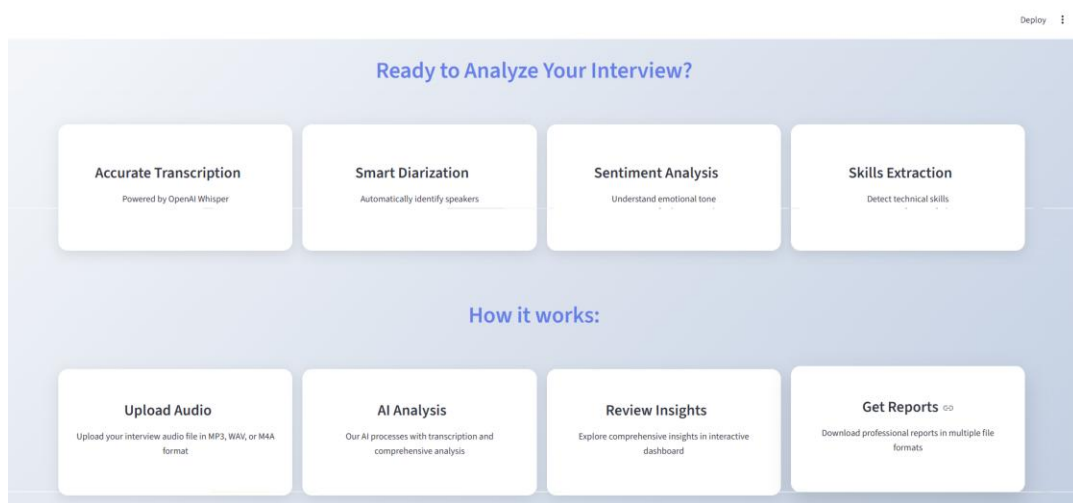 Deploy
Ready to Analyze Your Interview?
Accurate Transcription
Powered by OpenAI Whisper
Smart Diarization
Automatically identify speakers
Sentiment Analysis
Understand emotional tone
Skills Extraction
Detect technical skills
How it works:
Upload Audio
Upload your interview audio file in MP3, WAV, or M4A
format
AI Analysis
Our AI processes with transcription and
comprehensive analysis
Review Insights
Explore comprehensive insights in interactive
dashboard
Get Reports
Download professional reports in multiple file
formats